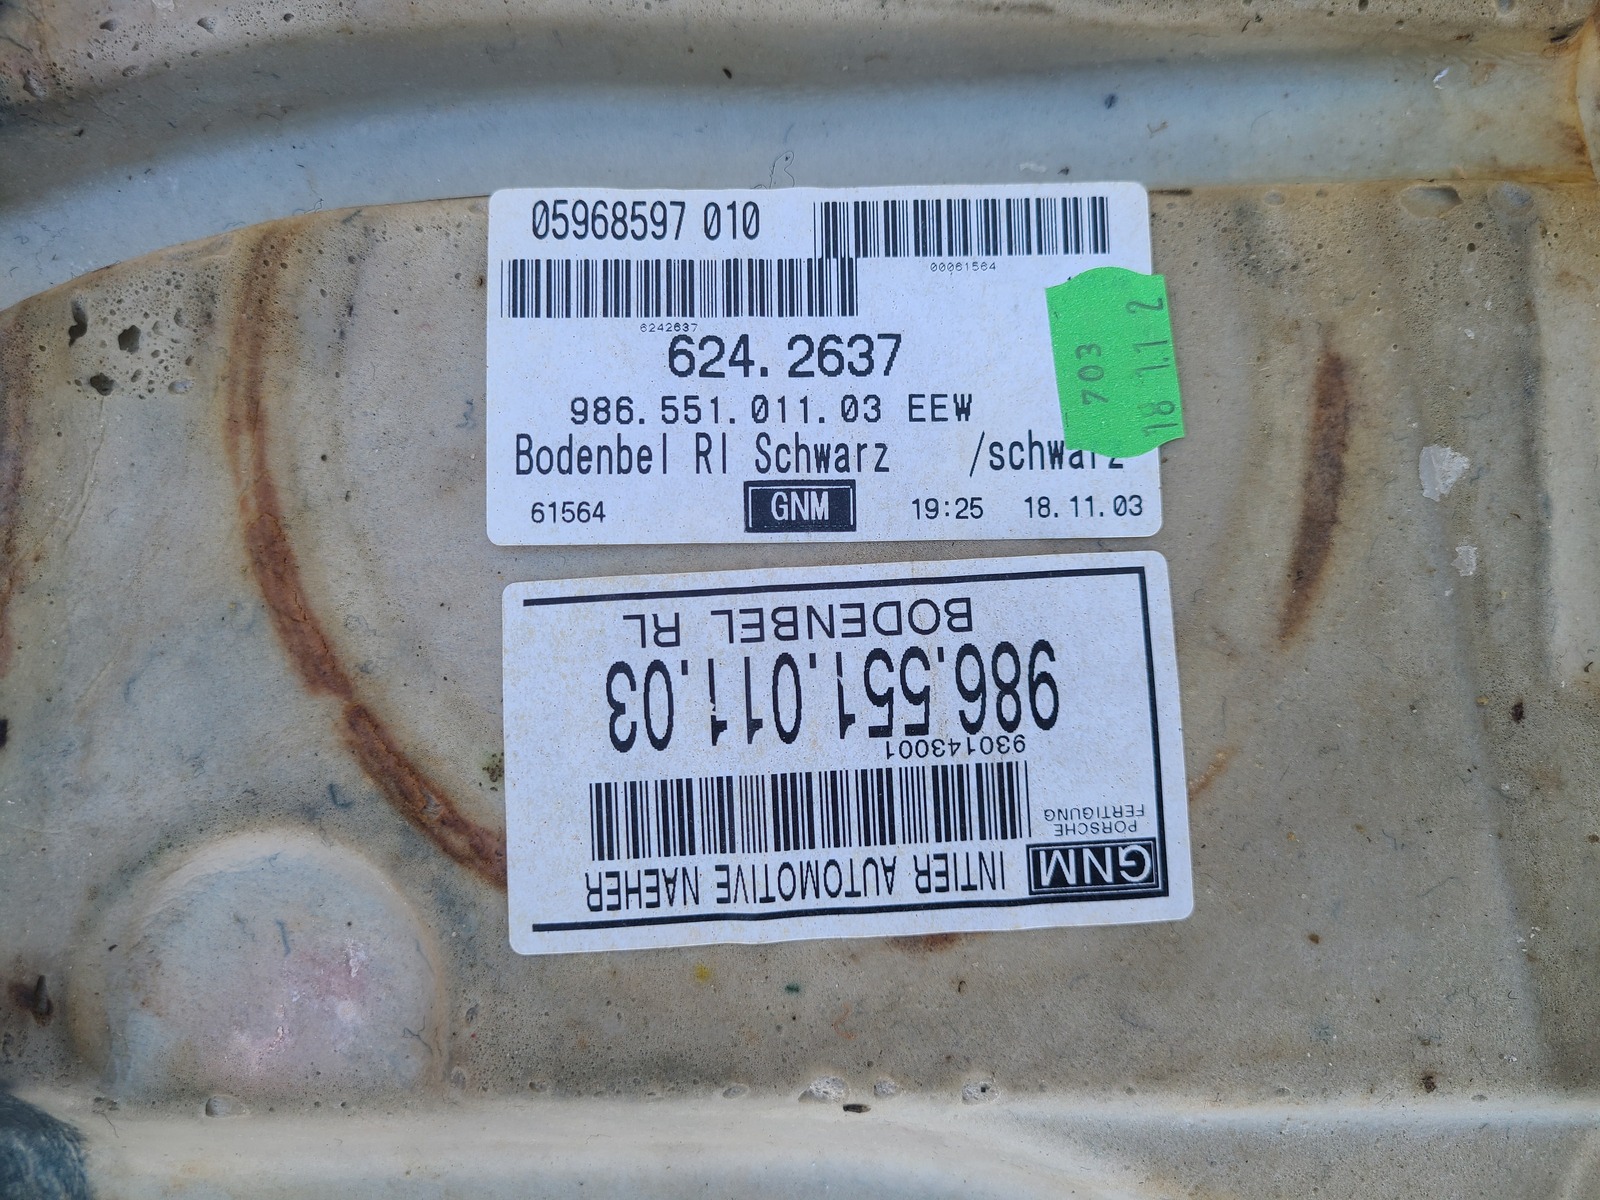 05968597 010
00061564
6242637
624. 2637
986. 551. 011. 03 EEW
Bodenbel Rl Schwarz /schwarz
61564 GNM 19:25 18. 11. 03
703
18 11 2
BODENBEL RL
986.551.011.03
930143001
PORSCHE
FERTIGUNG
INTIER AUTOMOTIVE NAEHER
GNM